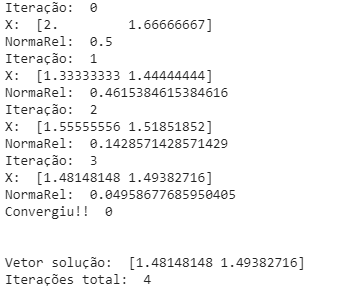 Iteração:  0
X:  [2.         1.66666667]
NormaRel:  0.5
Iteração:  1
X:  [1.33333333 1.44444444]
NormaRel:  0.4615384615384616
Iteração:  2
X:  [1.55555556 1.51851852]
NormaRel:  0.1428571428571429
Iteração:  3
X:  [1.48148148 1.49382716]
NormaRel:  0.04958677685950405
Convergiu!!  0
Vetor solução:  [1.48148148 1.49382716]
Iterações total:  4